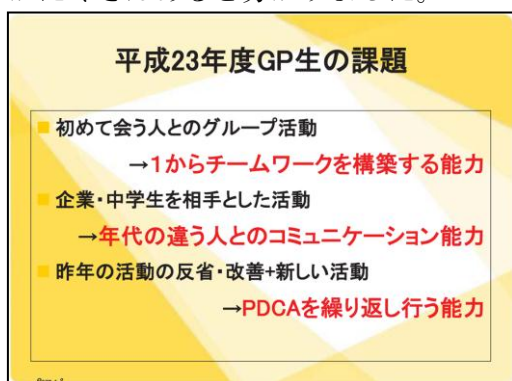 平成23年度GP生の課題
初めて会う人とのグループ活動
→1からチームワークを構築する能力
企業・中学生を相手とした活動
→年代の違う人とのコミュニケーション能力
昨年の活動の反省・改善+新しい活動
→PDCAを繰り返し行う能力